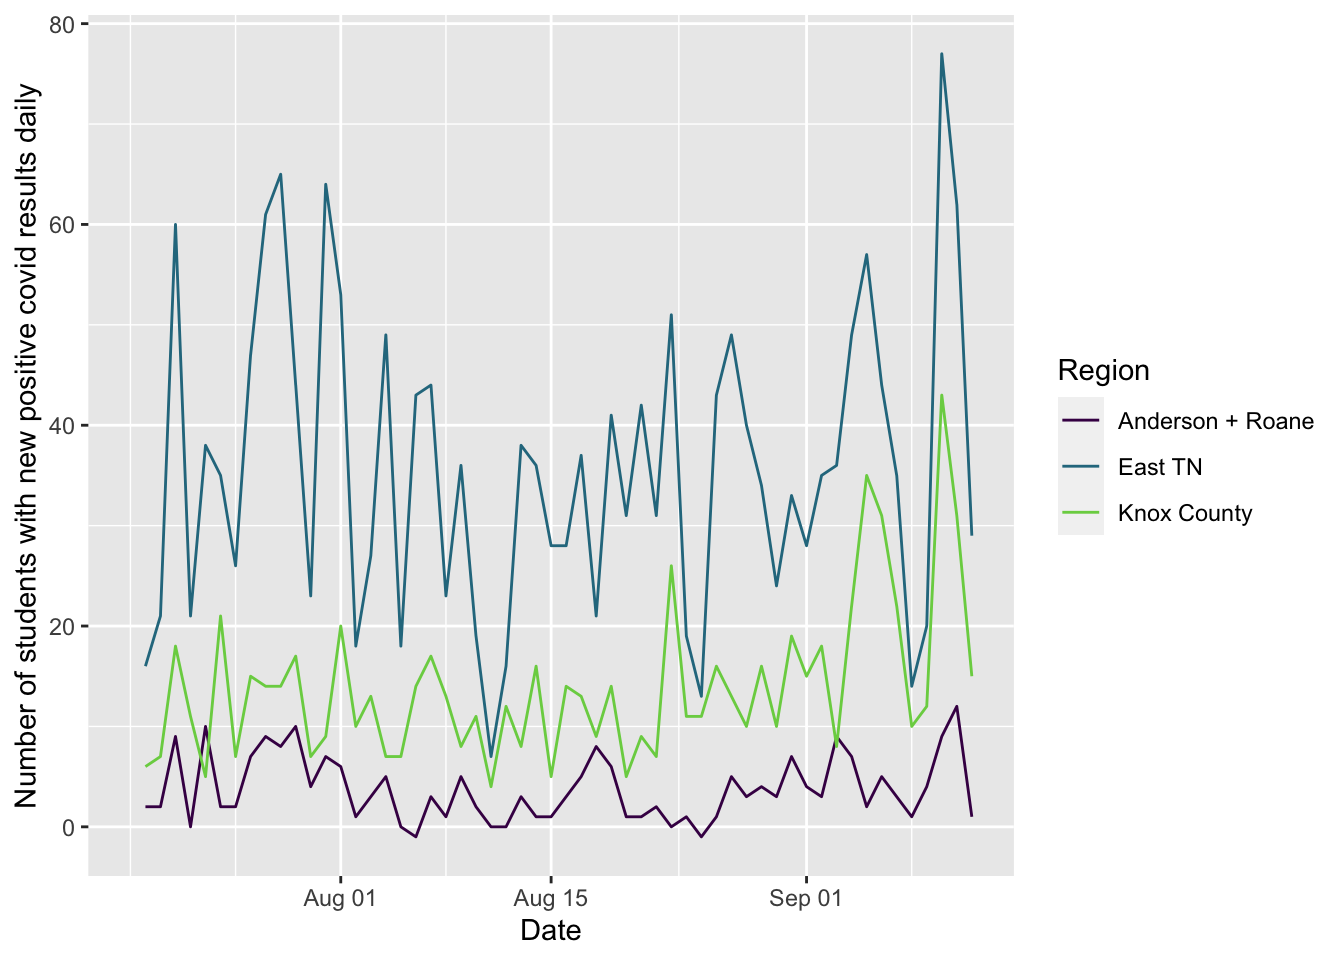 Number of students with new positive covid results daily
80
60
40
20
0
Aug 01
Aug 15
Sep 01
Date
Region
Anderson + Roane
East TN
Knox County